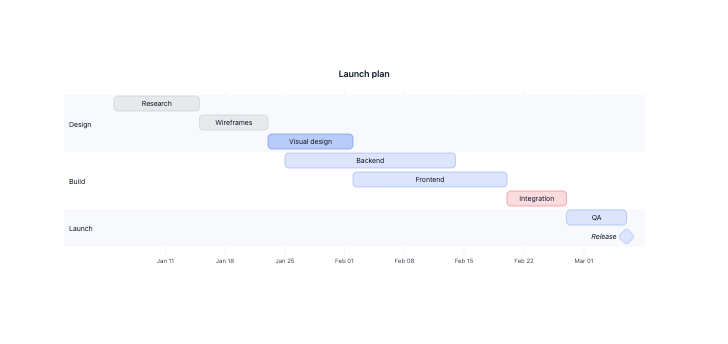 Launch plan
Design
Research
Wireframes
Visual design
Build
Backend
Frontend
Integration
Launch
QA
Release
Jan 11
Jan 18
Jan 25
Feb 01
Feb 08
Feb 15
Feb 22
Mar 01